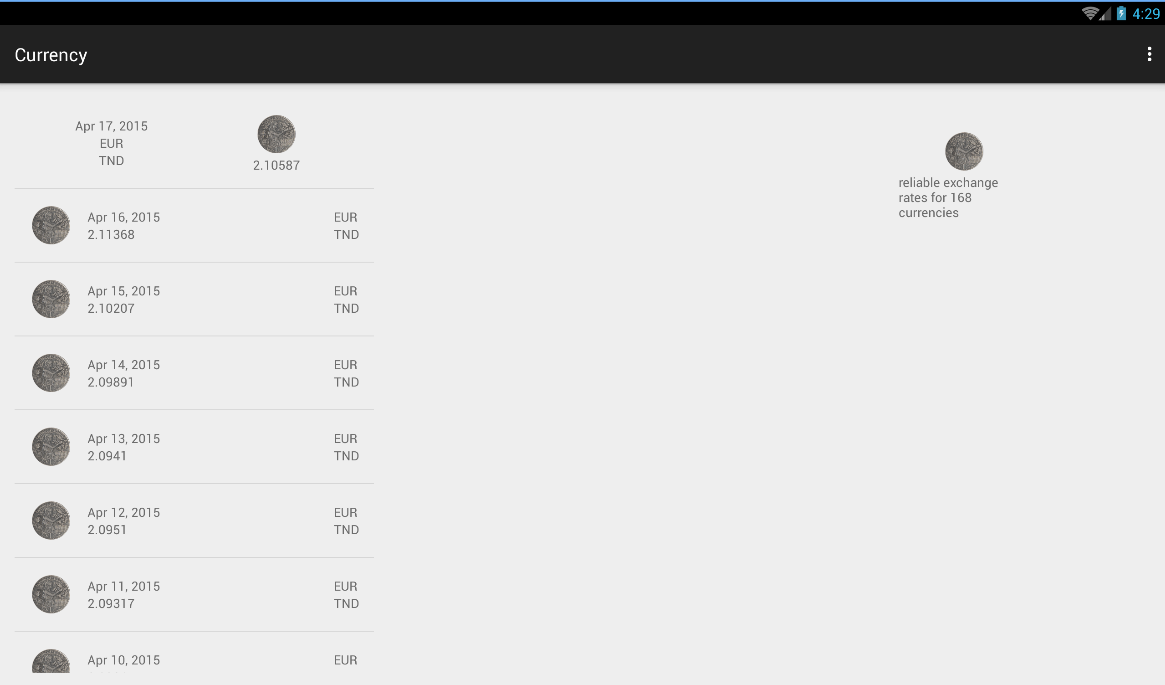 4:29
Currency
Apr 17, 2015
EUR
TND
2.10587
Apr 16, 2015
2.11368
EUR
TND
Apr 15, 2015
2.10207
EUR
TND
Apr 14, 2015
2.09891
EUR
TND
Apr 13, 2015
2.0941
EUR
TND
Apr 12, 2015
2.0951
EUR
TND
Apr 11, 2015
2.09317
EUR
TND
Apr 10, 2015
EUR
reliable exchange
rates for 168
currencies